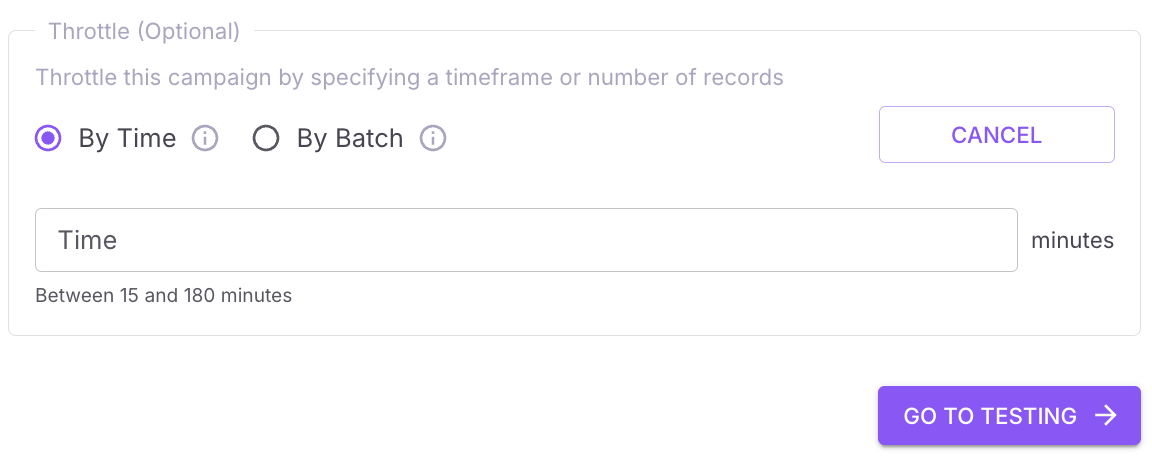 Throttle (Optional)
Throttle this campaign by specifying a timeframe or number of records
By Time By Batch CANCEL
Time minutes
Between 15 and 180 minutes
GO TO TESTING